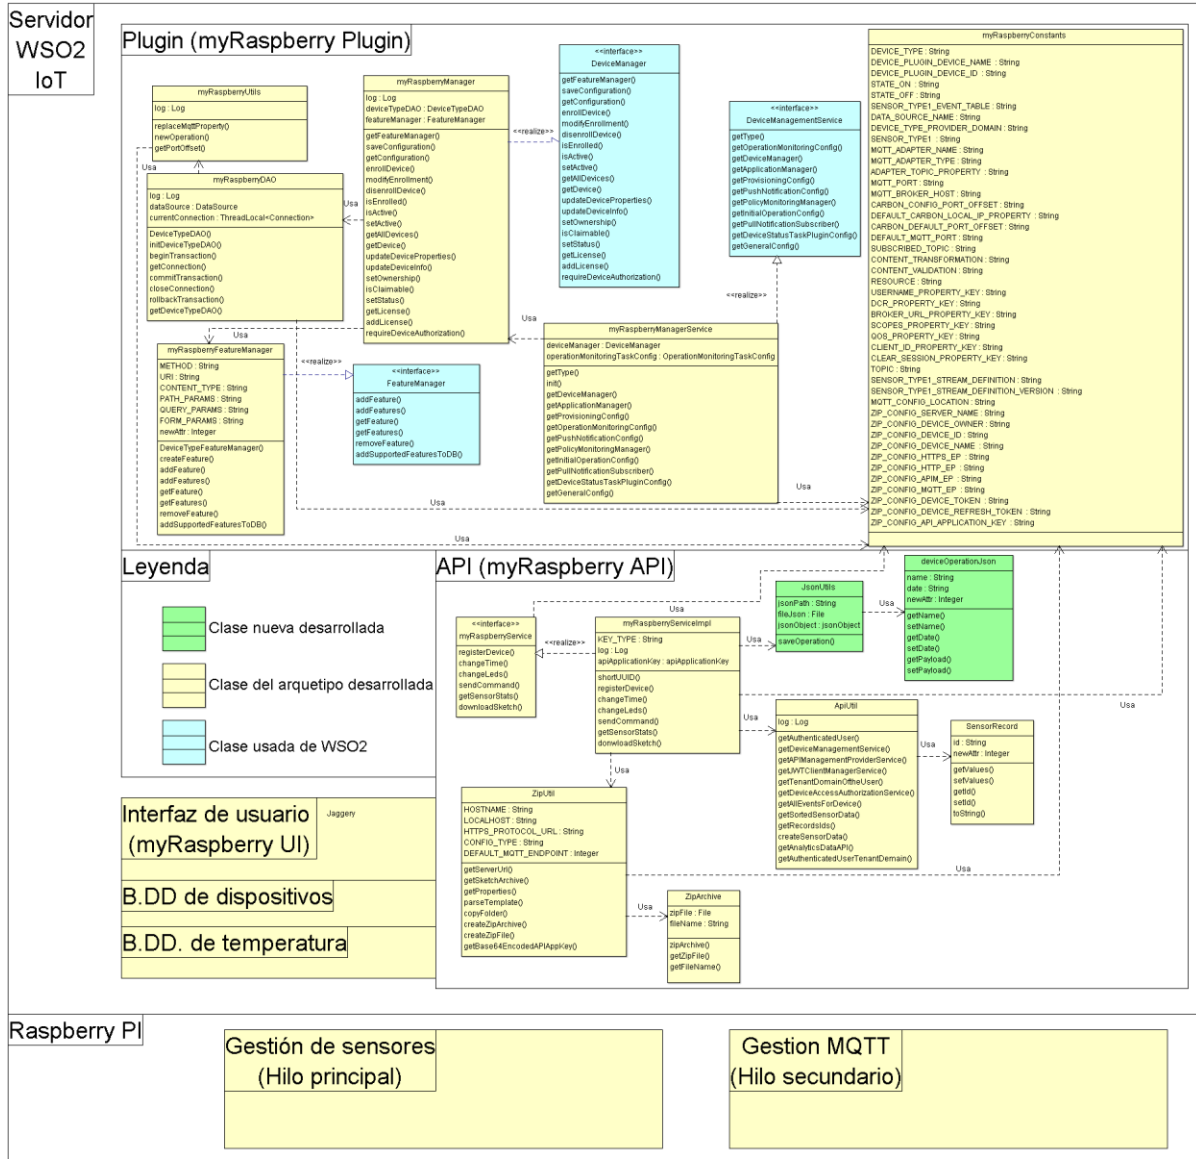 Servidor
WSO2
IoT
Plugin (myRaspberry Plugin)
myRaspberryUtils
log : Log
replaceMqttProperty()
newOperation()
getPortOffset()
Usa
myRaspberryDAO
log : Log
dataSource : DataSource
currentConnection : ThreadLocal<Connection>
DeviceTypeDAO()
initDeviceTypeDAO()
beginTransaction()
getConnection()
commitTransaction()
closeConnection()
rollbackTransaction()
getDeviceTypeDAO()
Usa
myRaspberryManager
log : Log
deviceTypeDAO : DeviceTypeDAO
featureManager : FeatureManager
getFeatureManager()
saveConfiguration()
getConfiguration()
enrollDevice()
modifyEnrollment()
disenrollDevice()
isEnrolled()
isActive()
setActive()
getAllDevices()
getDevice()
updateDeviceProperties()
updateDeviceInfo()
setOwnership()
isClaimable()
setStatus()
getLicense()
addLicense()
requireDeviceAuthorization()
<<realize>>
<<interface>>
DeviceManager
getFeatureManager()
saveConfiguration()
getConfiguration()
enrollDevice()
modifyEnrollment()
disenrollDevice()
isEnrolled()
isActive()
setActive()
getAllDevices()
getDevice()
updateDeviceProperties()
updateDeviceInfo()
setOwnership()
isClaimable()
setStatus()
getLicense()
addLicense()
requireDeviceAuthorization()
<<interface>>
DeviceManagementService
getType()
getOperationMonitoringConfig()
getDeviceManager()
getApplicationManager()
getProvisioningConfig()
getPushNotificationConfig()
getPolicyMonitoringManager()
getInitialOperationConfig()
getPullNotificationSubscriber()
getDeviceStatusTaskPluginConfig()
getGeneralConfig()
<<realize>>
Usa
Usa
myRaspberryFeatureManager
METHOD : String
URI : String
CONTENT_TYPE : String
PATH_PARAMS : String
QUERY_PARAMS : String
FORM_PARAMS : String
newAttr : Integer
DeviceTypeFeatureManager()
createFeature()
addFeature()
addFeatures()
getFeature()
getFeatures()
removeFeature()
addSupportedFeaturesToDB()
<<realize>>
<<interface>>
FeatureManager
addFeature()
addFeatures()
getFeature()
getFeatures()
removeFeature()
addSupportedFeaturesToDB()
myRaspberryManagerService
deviceManager : DeviceManager
operationMonitoringTaskConfig : OperationMonitoringTaskConfig
getType()
init()
getDeviceManager()
getApplicationManager()
getProvisioningConfig()
getOperationMonitoringConfig()
getPushNotificationConfig()
getPolicyMonitoringManager()
getInitialOperationConfig()
getPullNotificationSubscriber()
getDeviceStatusTaskPluginConfig()
getGeneralConfig()
Usa
Usa
myRaspberryConstants
DEVICE_TYPE : String
DEVICE_PLUGIN_DEVICE_NAME : String
DEVICE_PLUGIN_DEVICE_ID : String
STATE_ON : String
STATE_OFF : String
SENSOR_TYPE1_EVENT_TABLE : String
DATA_SOURCE_NAME : String
DEVICE_TYPE_PROVIDER_DOMAIN : String
SENSOR_TYPE1 : String
MQTT_ADAPTER_NAME : String
MQTT_ADAPTER_TYPE : String
ADAPTER_TOPIC_PROPERTY : String
MQTT_PORT : String
MQTT_BROKER_HOST : String
CARBON_CONFIG_PORT_OFFSET : String
DEFAULT_CARBON_LOCAL_IP_PROPERTY : String
CARBON_DEFAULT_PORT_OFFSET : String
DEFAULT_MQTT_PORT : String
SUBSCRIBED_TOPIC : String
CONTENT_TRANSFORMATION : String
CONTENT_VALIDATION : String
RESOURCE : String
USERNAME_PROPERTY_KEY : String
DCR_PROPERTY_KEY : String
BROKER_URL_PROPERTY_KEY : String
SCOPES_PROPERTY_KEY : String
QOS_PROPERTY_KEY : String
CLIENT_ID_PROPERTY_KEY : String
CLEAR_SESSION_PROPERTY_KEY : String
TOPIC : String
SENSOR_TYPE1_STREAM_DEFINITION : String
SENSOR_TYPE1_STREAM_DEFINITION_VERSION : String
MQTT_CONFIG_LOCATION : String
ZIP_CONFIG_SERVER_NAME : String
ZIP_CONFIG_DEVICE_OWNER : String
ZIP_CONFIG_DEVICE_ID : String
ZIP_CONFIG_DEVICE_NAME : String
ZIP_CONFIG_HTTPS_EP : String
ZIP_CONFIG_HTTP_EP : String
ZIP_CONFIG_APIM_EP : String
ZIP_CONFIG_MQTT_EP : String
ZIP_CONFIG_DEVICE_TOKEN : String
ZIP_CONFIG_DEVICE_REFRESH_TOKEN : String
ZIP_CONFIG_API_APPLICATION_KEY : String
Leyenda
Clase nueva desarrollada
Clase del arquetipo desarrollada
Clase usada de WSO2
API (myRaspberry API)
<<interface>>
myRaspberryService
registerDevice()
changeTime()
changeLeds()
sendCommand()
getSensorStats()
downloadSketch()
<<realize>>
myRaspberryServiceImpl
KEY_TYPE : String
log : Log
apiApplicationKey : apiApplicationKey
shortUUID()
registerDevice()
changeTime()
changeLeds()
sendCommand()
getSensorStats()
donwloadSketch()
Usa
Usa
JsonUtils
jsonPath : String
fileJson : File
jsonObject : jsonObject
saveOperation()
Usa
deviceOperationJson
name : String
date : String
newAttr : Integer
getName()
setName()
getDate()
setDate()
getPayload()
setPayload()
Usa
Usa
ApiUtil
log : Log
getAuthenticatedUser()
getDeviceManagementService()
getAPIManagementProviderService()
getJWTClientManagerService()
getTenantDomainOftheUser()
getDeviceAccessAuthorizationService()
getAllEventsForDevice()
getSortedSensorData()
getRecordsIds()
createSensorData()
getAnalyticsDataAPI()
getAuthenticatedUserTenantDomain()
Usa
SensorRecord
id : String
newAttr : Integer
getValues()
setValues()
getId()
setId()
toString()
Usa
ZipUtil
HOSTNAME : String
LOCALHOST : String
HTTPS_PROTOCOL_URL : String
CONFIG_TYPE : String
DEFAULT_MQTT_ENDPOINT : Integer
getServerUrl()
getSketchArchive()
getProperties()
parseTemplate()
copyFolder()
createZipArchive()
createZipFile()
getBase64EncodedAPIAppKey()
Usa
Usa
ZipArchive
zipFile : File
fileName : String
zipArchive()
getZipFile()
getFileName()
Interfaz de usuario
(myRaspberry UI)
Jaggery
B.DD de dispositivos
B.DD. de temperatura
Raspberry PI
Gestión de sensores
(Hilo principal)
Gestion MQTT
(Hilo secundario)